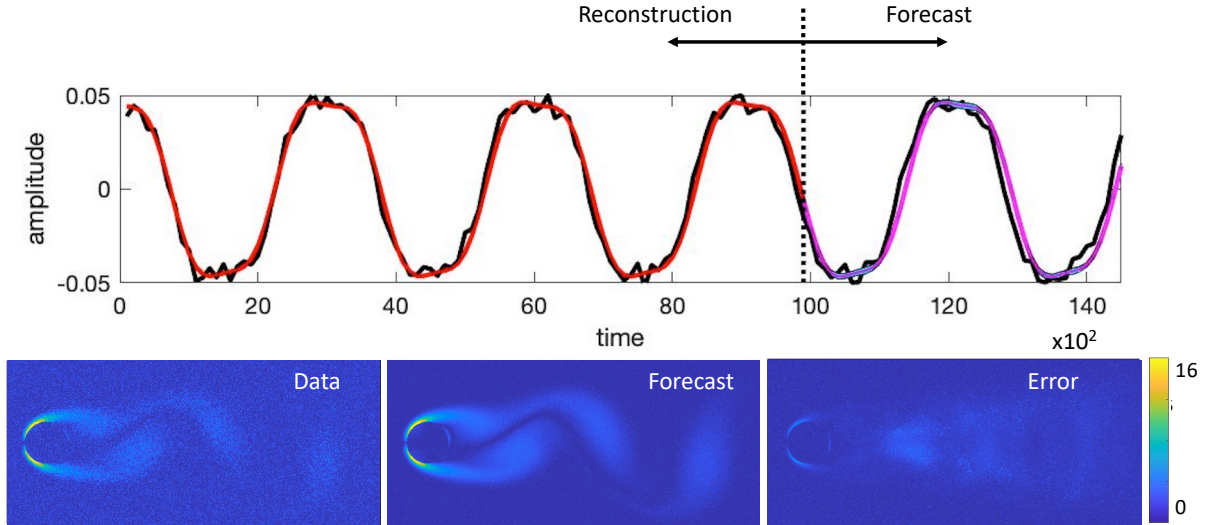 Reconstruction Forecast
0.05
0
-0.05
amplitude
0 20 40 60 80 100 120 140
time
x10²
Data Forecast Error
16
0